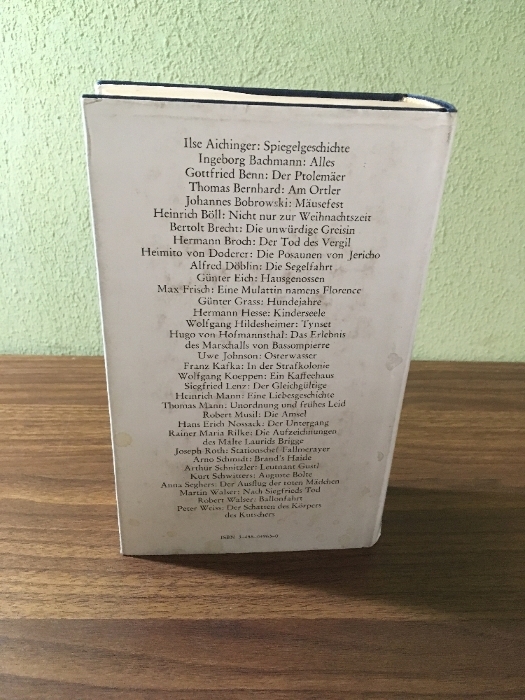 Ilse Aichinger: Spiegelgeschichte
Ingeborg Bachmann: Alles
Gottfried Benn: Der Ptolemäer
Thomas Bernhard: Am Ortler
Johannes Bobrowski: Mäusefest
Heinrich Böll: Nicht nur zur Weihnachtszeit
Bertolt Brecht: Die unwürdige Greisin
Hermann Broch: Der Tod des Vergil
Heimito von Doderer: Die Posaunen von Jericho
Alfred Döblin: Die Segelfahrt
Günter Eich: Hausgenossen
Max Frisch: Eine Mulattin namens Florence
Günter Grass: Hundejahre
Hermann Hesse: Kinderseele
Wolfgang Hildesheimer: Tynset
Hugo von Hofmannsthal: Das Erlebnis
des Marschalls von Bassompierre
Uwe Johnson: Osterwasser
Franz Kafka: In der Strafkolonie
Wolfgang Koeppen: Ein Kaffeehaus
Siegfried Lenz: Der Gleichgültige
Heinrich Mann: Eine Liebesgeschichte
Thomas Mann: Unordnung und frühes Leid
Robert Musil: Die Amsel
Hans Erich Nossack: Der Untergang
Rainer Maria Rilke: Die Aufzeichnungen
des Malte Laurids Brigge
Joseph Roth: Stationschef Fallmerayer
Arno Schmidt: Brand's Haide
Arthur Schnitzler: Leutnant Gustl
Kurt Schwitters: Auguste Bolte
Anna Seghers: Der Ausflug der toten Mädchen
Martin Walser: Nach Siegfrieds Tod
Robert Walser: Ballonfahrt
Peter Weiss: Der Schatten des Körpers
des Kutschers
ISBN